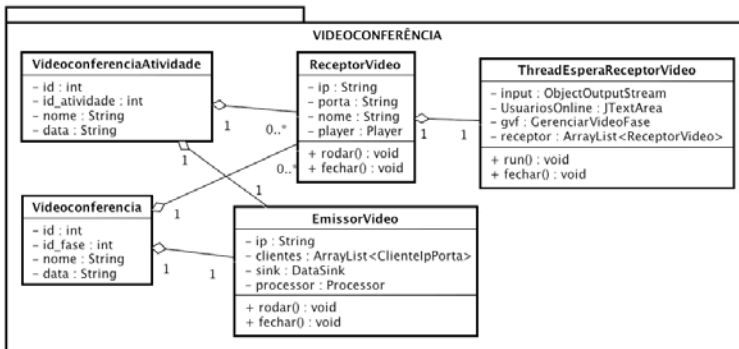 VIDEOCONFERÊNCIA
VideoconferenciaAtividade
- id : int
- id_atividade : int
- nome : String
- data : String
ReceptorVideo
- ip : String
- porta : String
- nome : String
- player : Player
+ rodar() : void
+ fechar() : void
ThreadEsperaReceptorVideo
- input : ObjectOutputStream
- UsuariosOnline : JTextArea
- gvf : GerenciarVideoFase
- receptor : ArrayList<ReceptorVideo>
+ run() : void
+ fechar() : void
1
0..*
1
1
1
0..*
1
1
Videoconferencia
- id : int
- id_fase : int
- nome : String
- data : String
1
1
EmissorVideo
- ip : String
- clientes : ArrayList<ClienteIpPorta>
- sink : DataSink
- processor : Processor
+ rodar() : void
+ fechar() : void